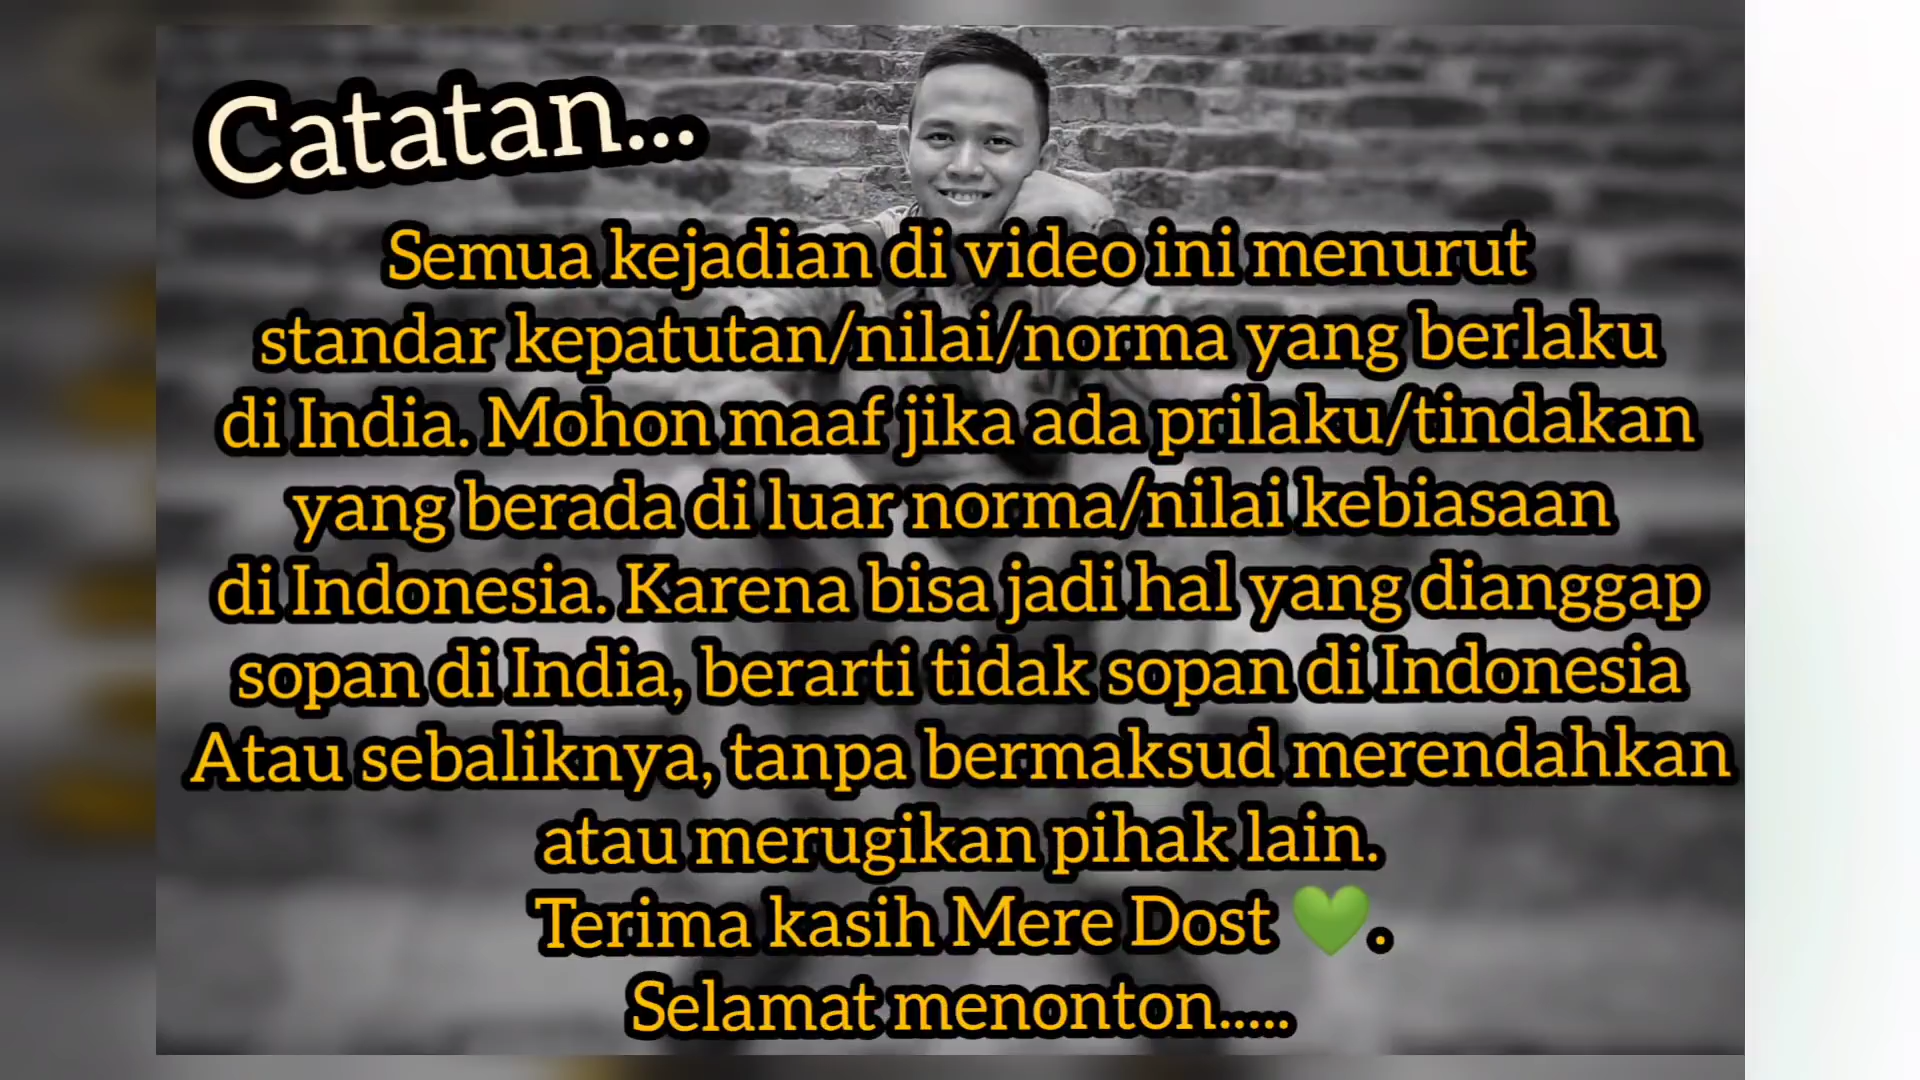 Catatan...
Semua kejadian di video ini menurut
standar kepatutan/nilai/norma yang berlaku
di India. Mohon maaf jika ada prilaku/tindakan
yang berada di luar norma/nilai kebiasaan
di Indonesia. Karena bisa jadi hal yang dianggap
sopan di India, berarti tidak sopan di Indonesia
Atau sebaliknya, tanpa bermaksud merendahkan
atau merugikan pihak lain.
Terima kasih Mere Dost 💚.
Selamat menonton.....